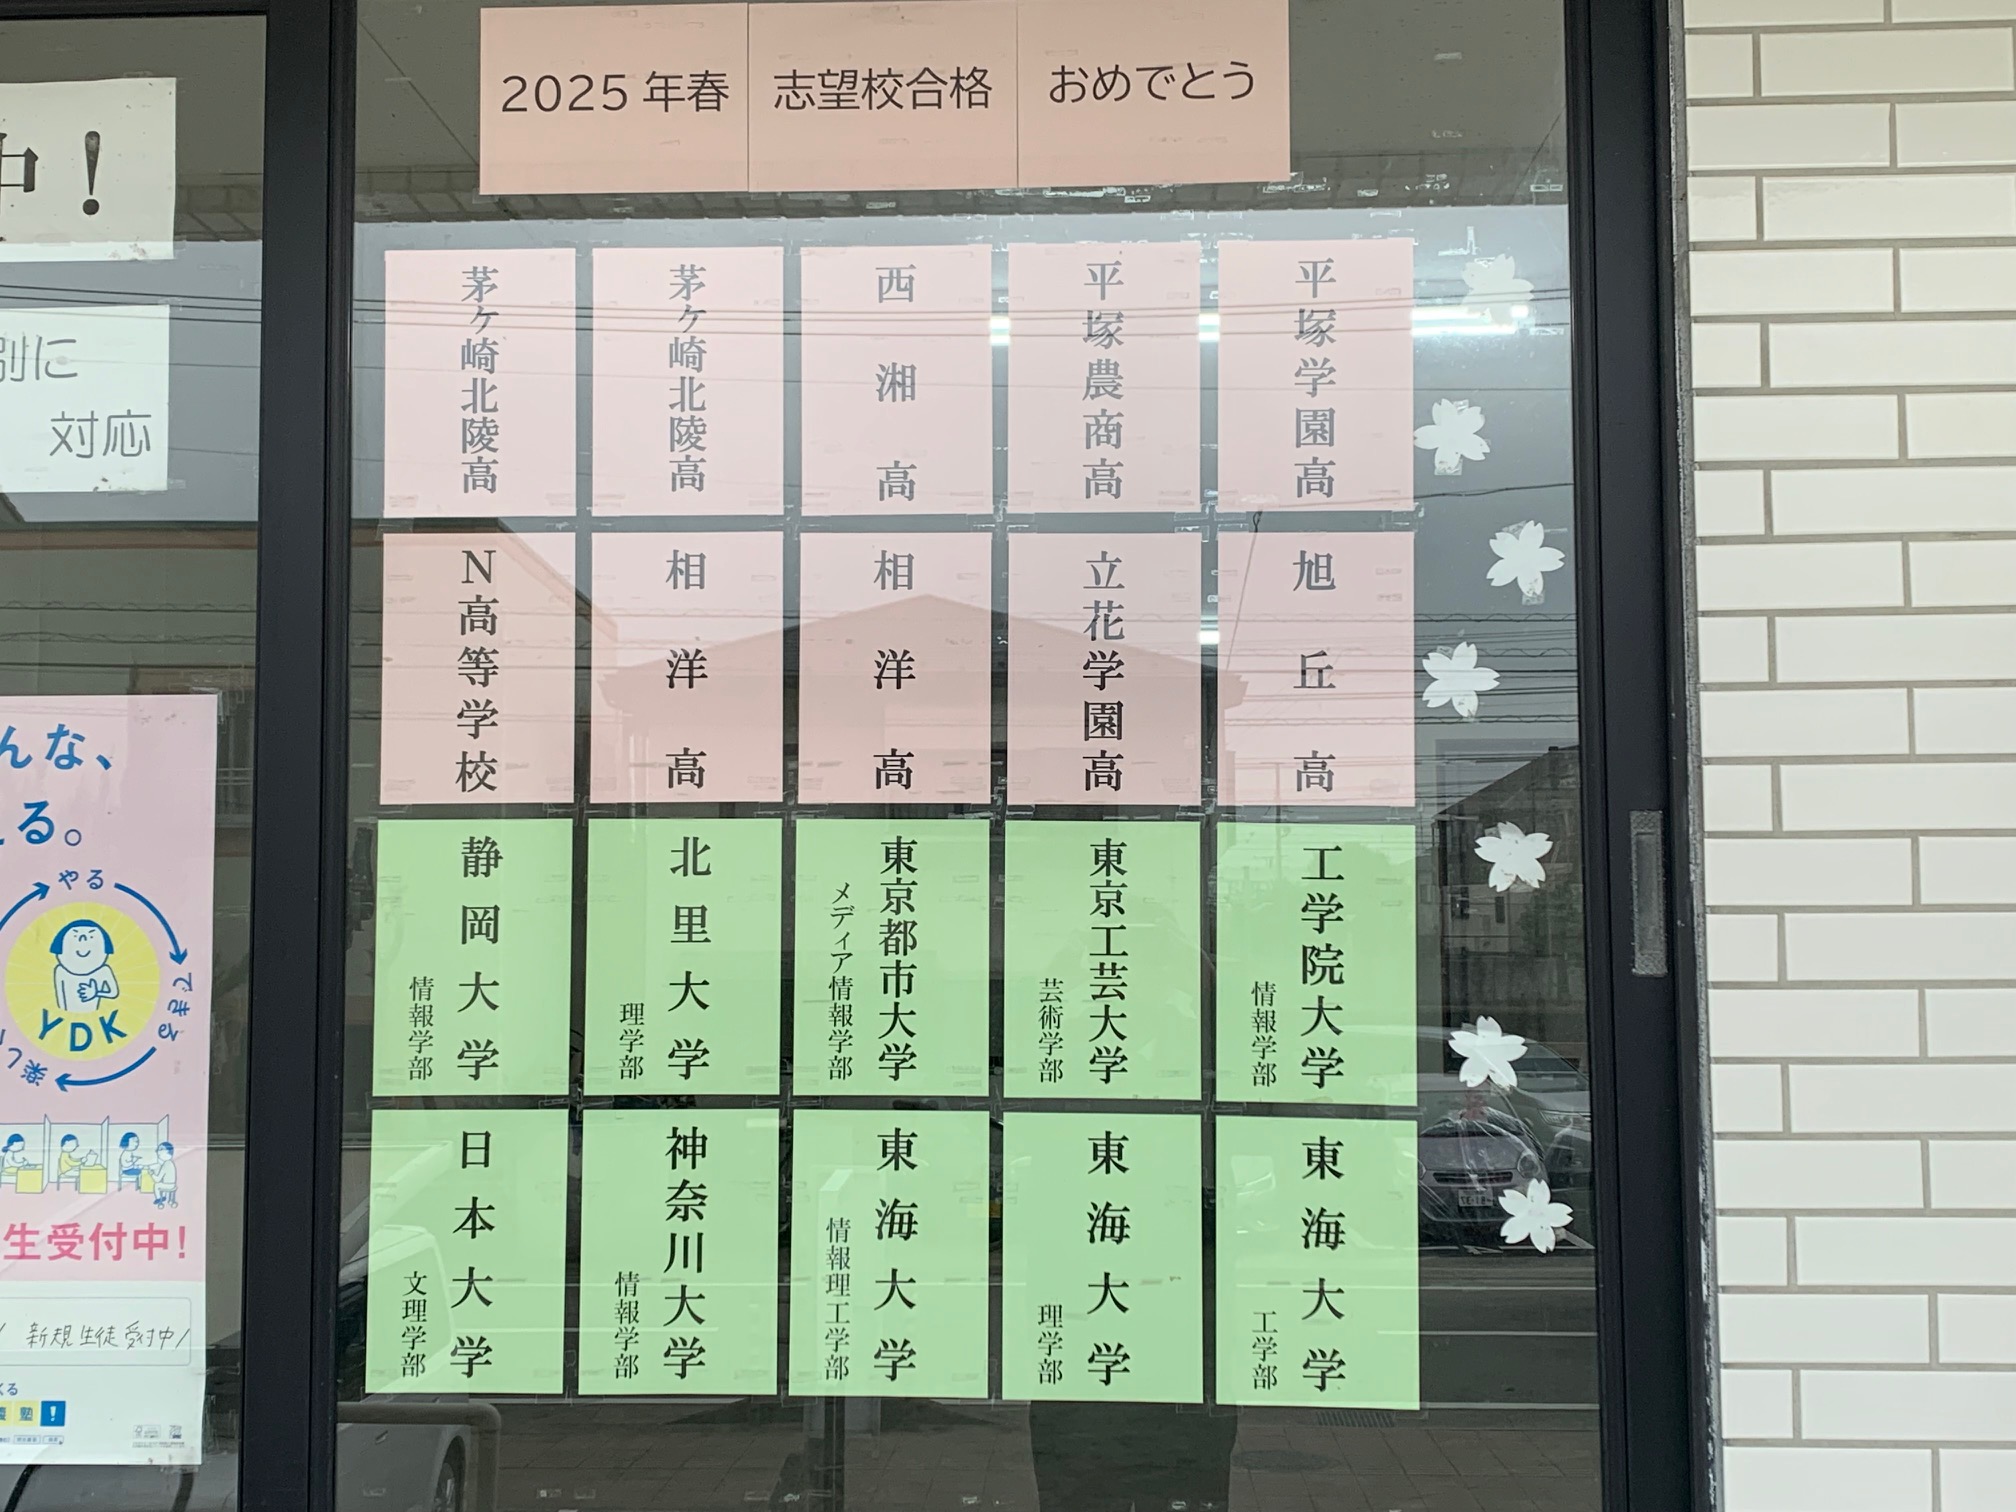 2025年春 志望校合格 おめでとう
茅ケ崎北陵高
茅ケ崎北陵高
西湘高
平塚農商高
平塚学園高
N高等学校
相洋高
相洋高
立花学園高
旭丘高
静岡大学
情報学部
北里大学
理学部
東京都市大学
メディア情報学部
東京工芸大学
芸術学部
工学院大学
情報学部
日本大学
文理学部
神奈川大学
情報学部
東海大学
情報理工学部
東海大学
理学部
東海大学
工学部
中!
別に
対応
んな、
える。
やる
できる
楽し
YDK
生受付中!
新規生徒受付中/
くる
塾!